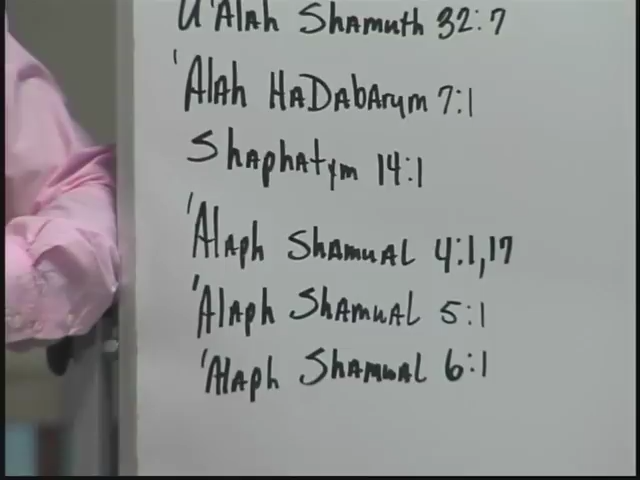 U'Alah Shamuth 32:7
'Alah HaDabarym 7:1
Shaphatym 14:1
'Alaph Shamual 4:1,17
'Alaph Shamual 5:1
'Alaph Shamual 6:1